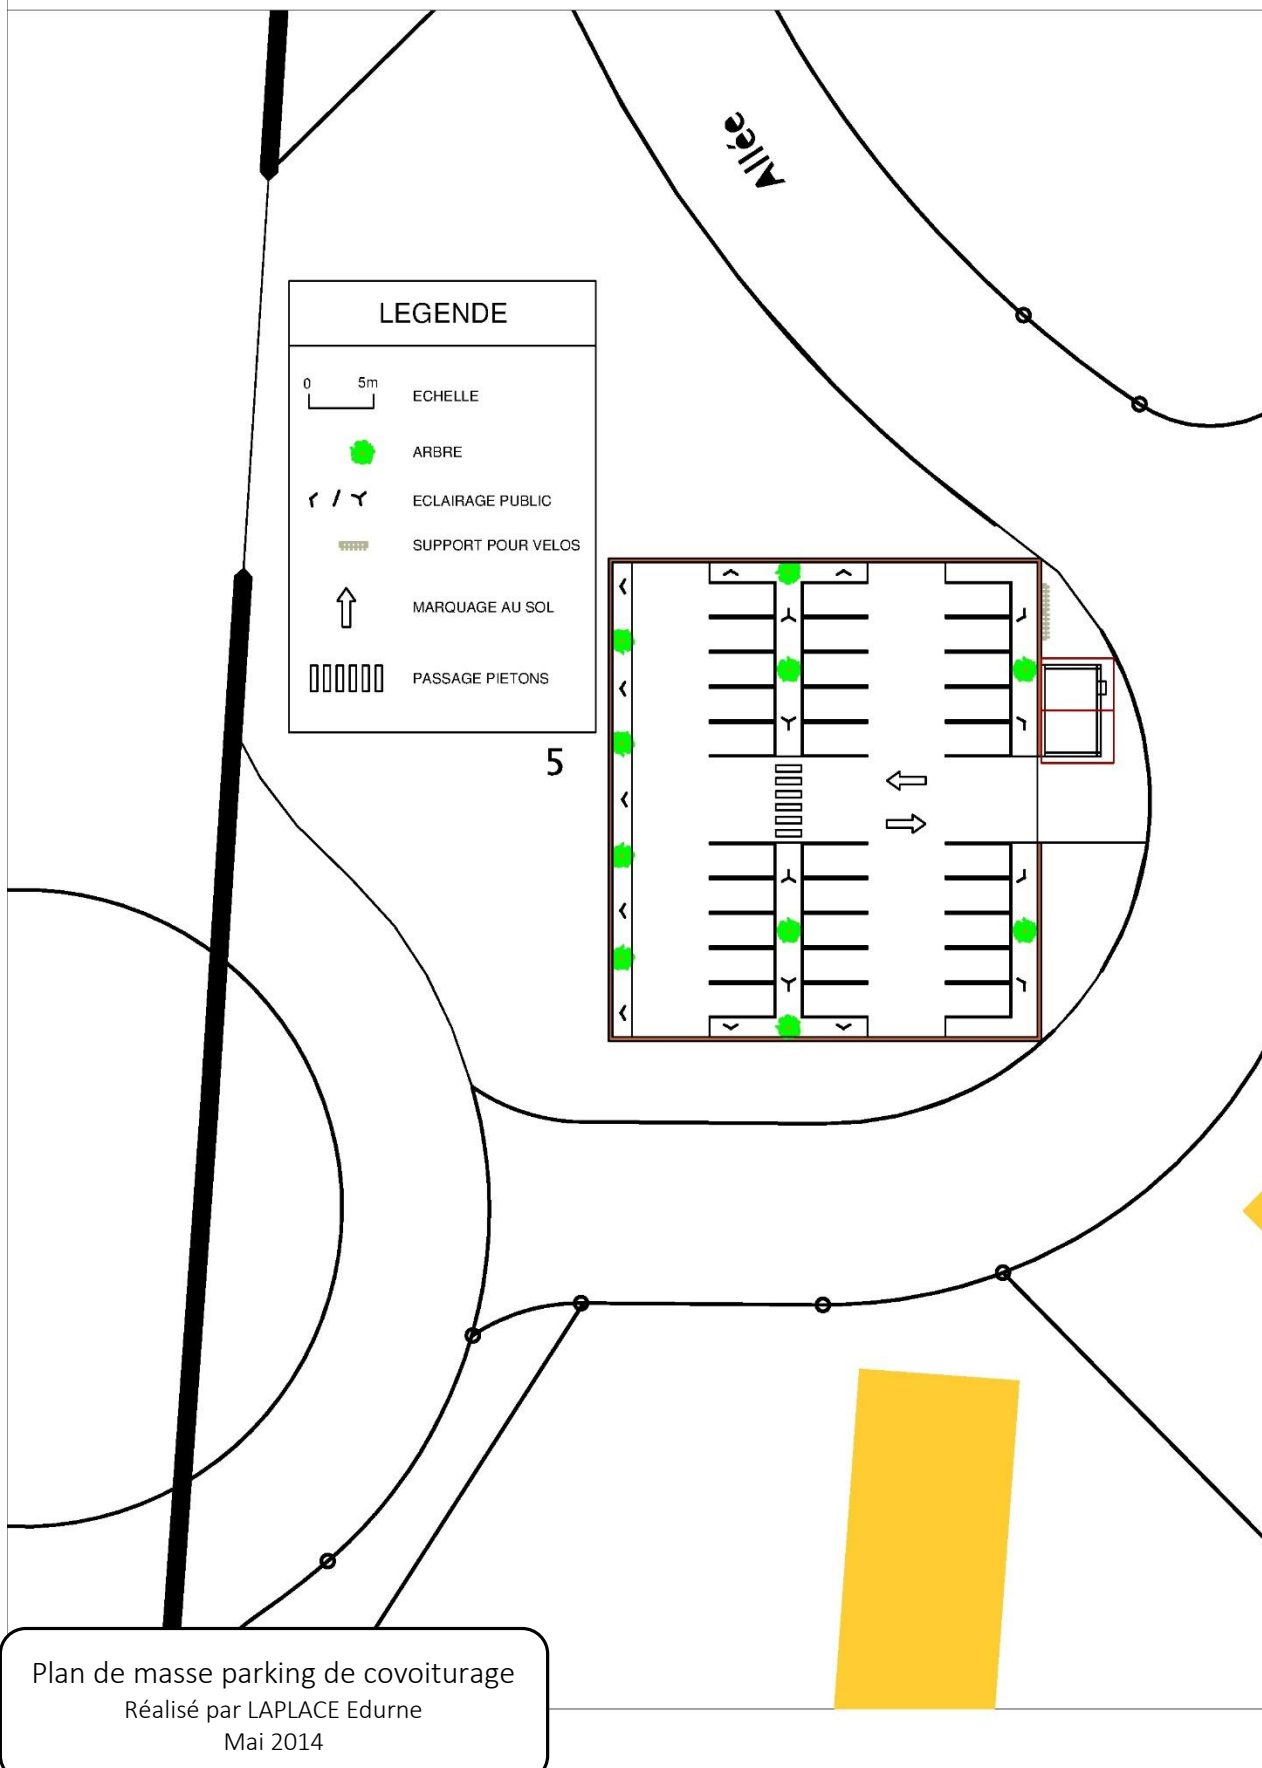 Allée
LEGENDE
0 5m
ECHELLE
ARBRE
ECLAIRAGE PUBLIC
SUPPORT POUR VELOS
MARQUAGE AU SOL
PASSAGE PIETONS
5
Plan de masse parking de covoiturage
Réalisé par LAPLACE Edurne
Mai 2014